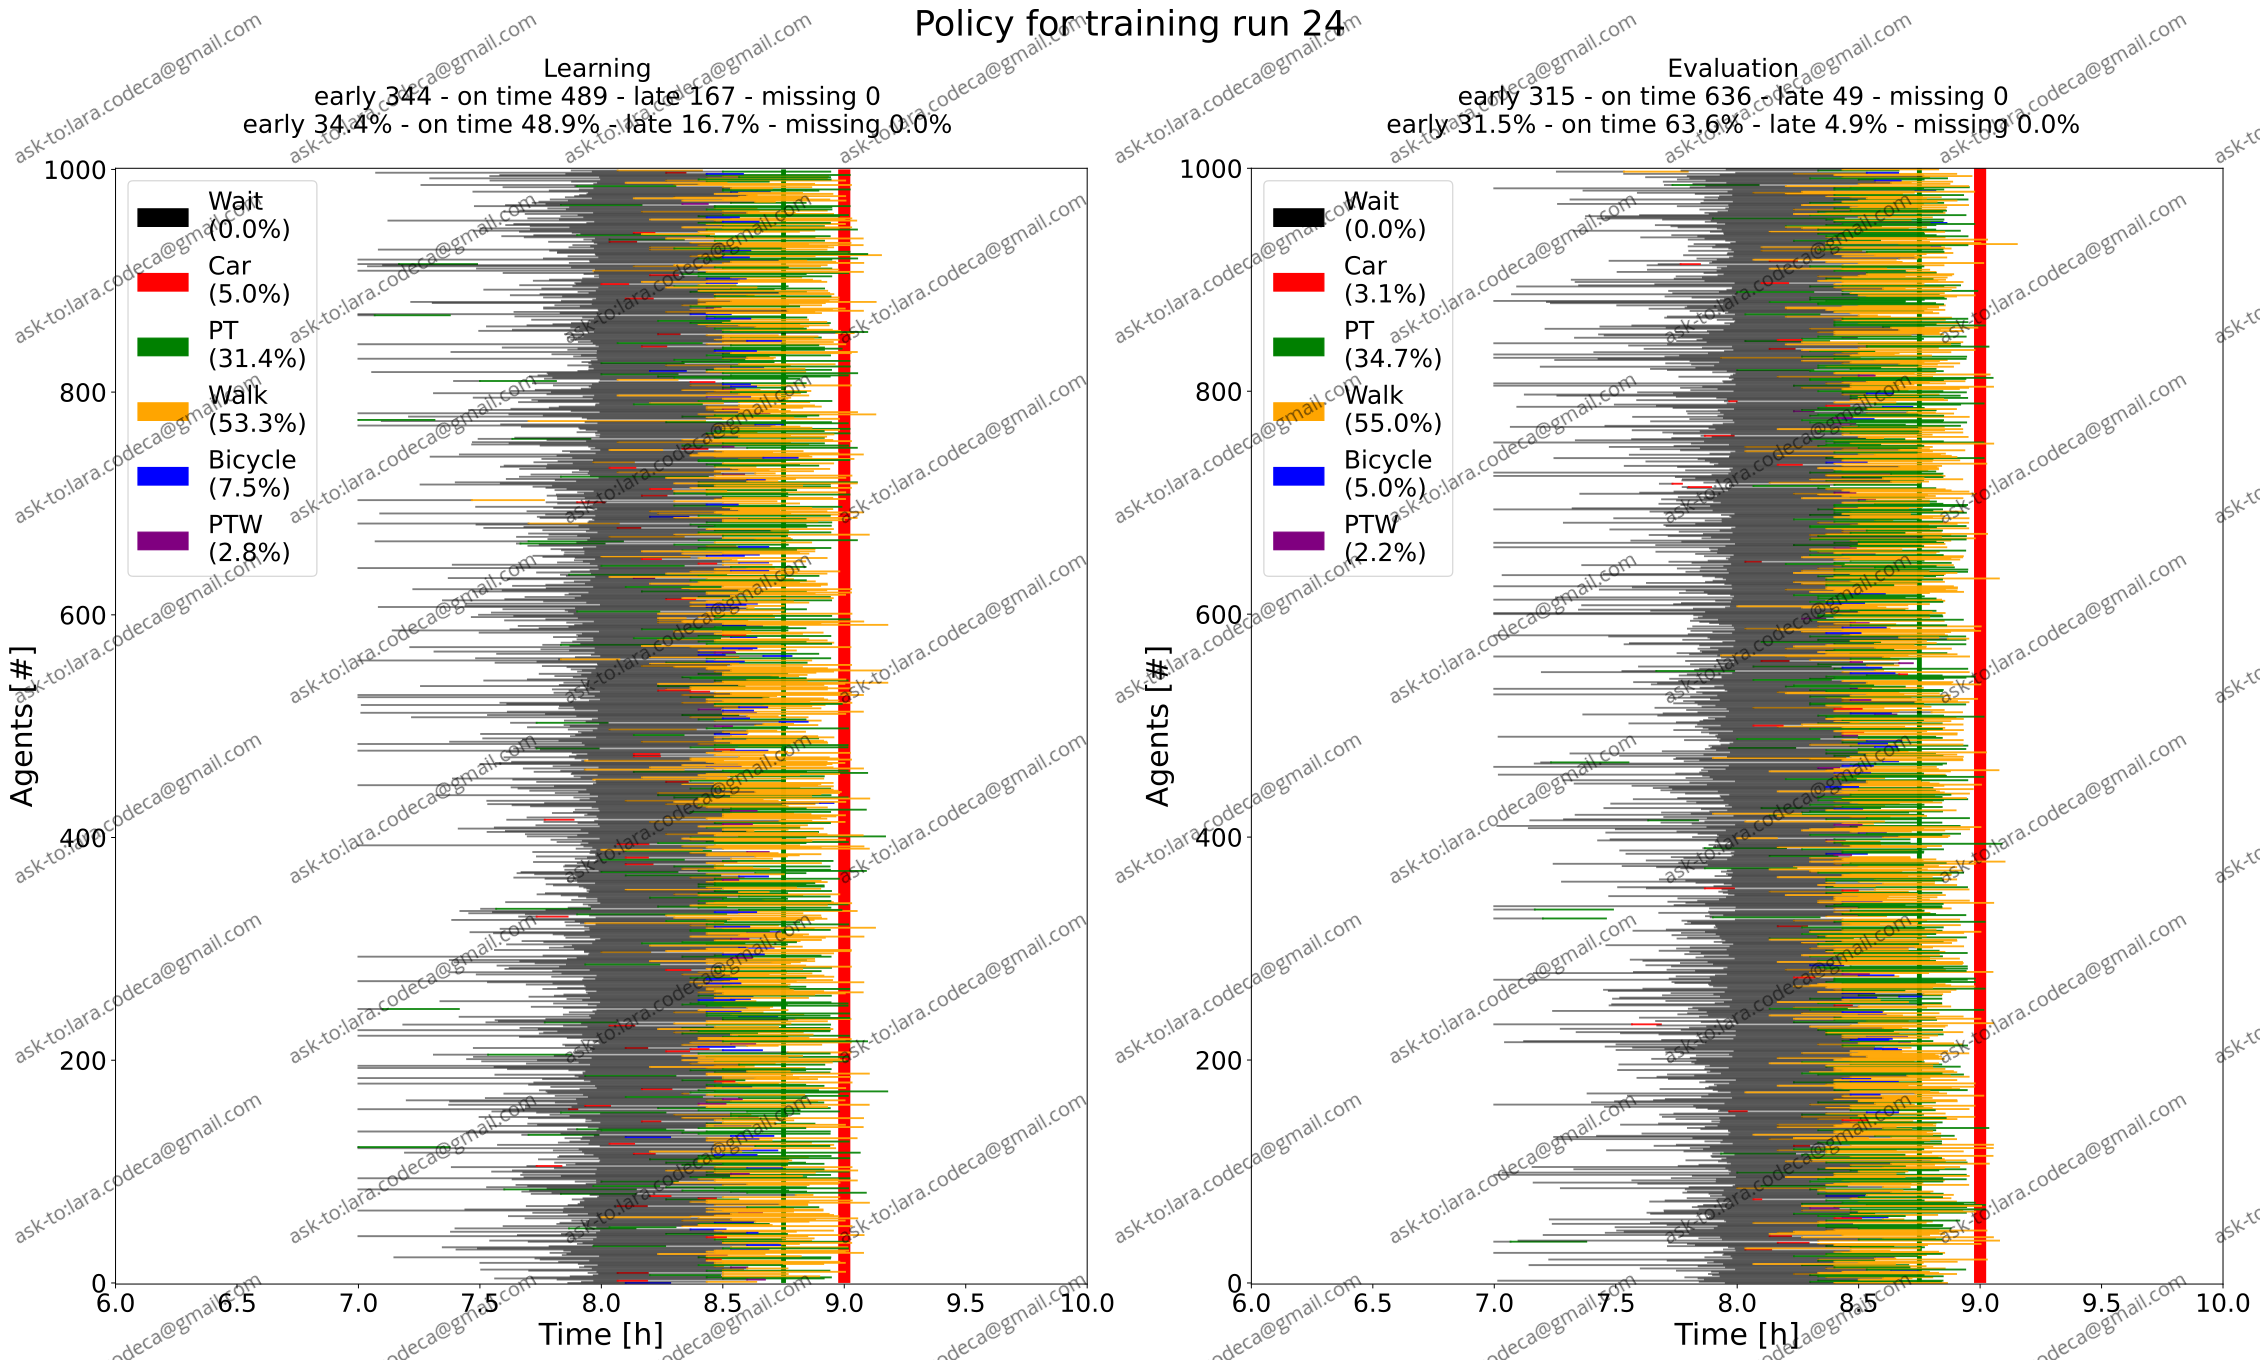 Policy for training run 24
Learning
early 344 - on time 489 - late 167 - missing 0
early 34.4% - on time 48.9% - late 16.7% - missing 0.0%
Evaluation
early 315 - on time 636 - late 49 - missing 0
early 31.5% - on time 63.6% - late 4.9% - missing 0.0%
Agents [#]
1000
800
600
400
200
0
Wait
(0.0%)
Car
(5.0%)
PT
(31.4%)
Walk
(53.3%)
Bicycle
(7.5%)
PTW
(2.8%)
6.0 6.5 7.0 7.5 8.0 8.5 9.0 9.5 10.0
Time [h]
Agents [#]
1000
800
600
400
200
0
Wait
(0.0%)
Car
(3.1%)
PT
(34.7%)
Walk
(55.0%)
Bicycle
(5.0%)
PTW
(2.2%)
6.0 6.5 7.0 7.5 8.0 8.5 9.0 9.5 10.0
Time [h]
ask-to:lara.codeca@gmail.com